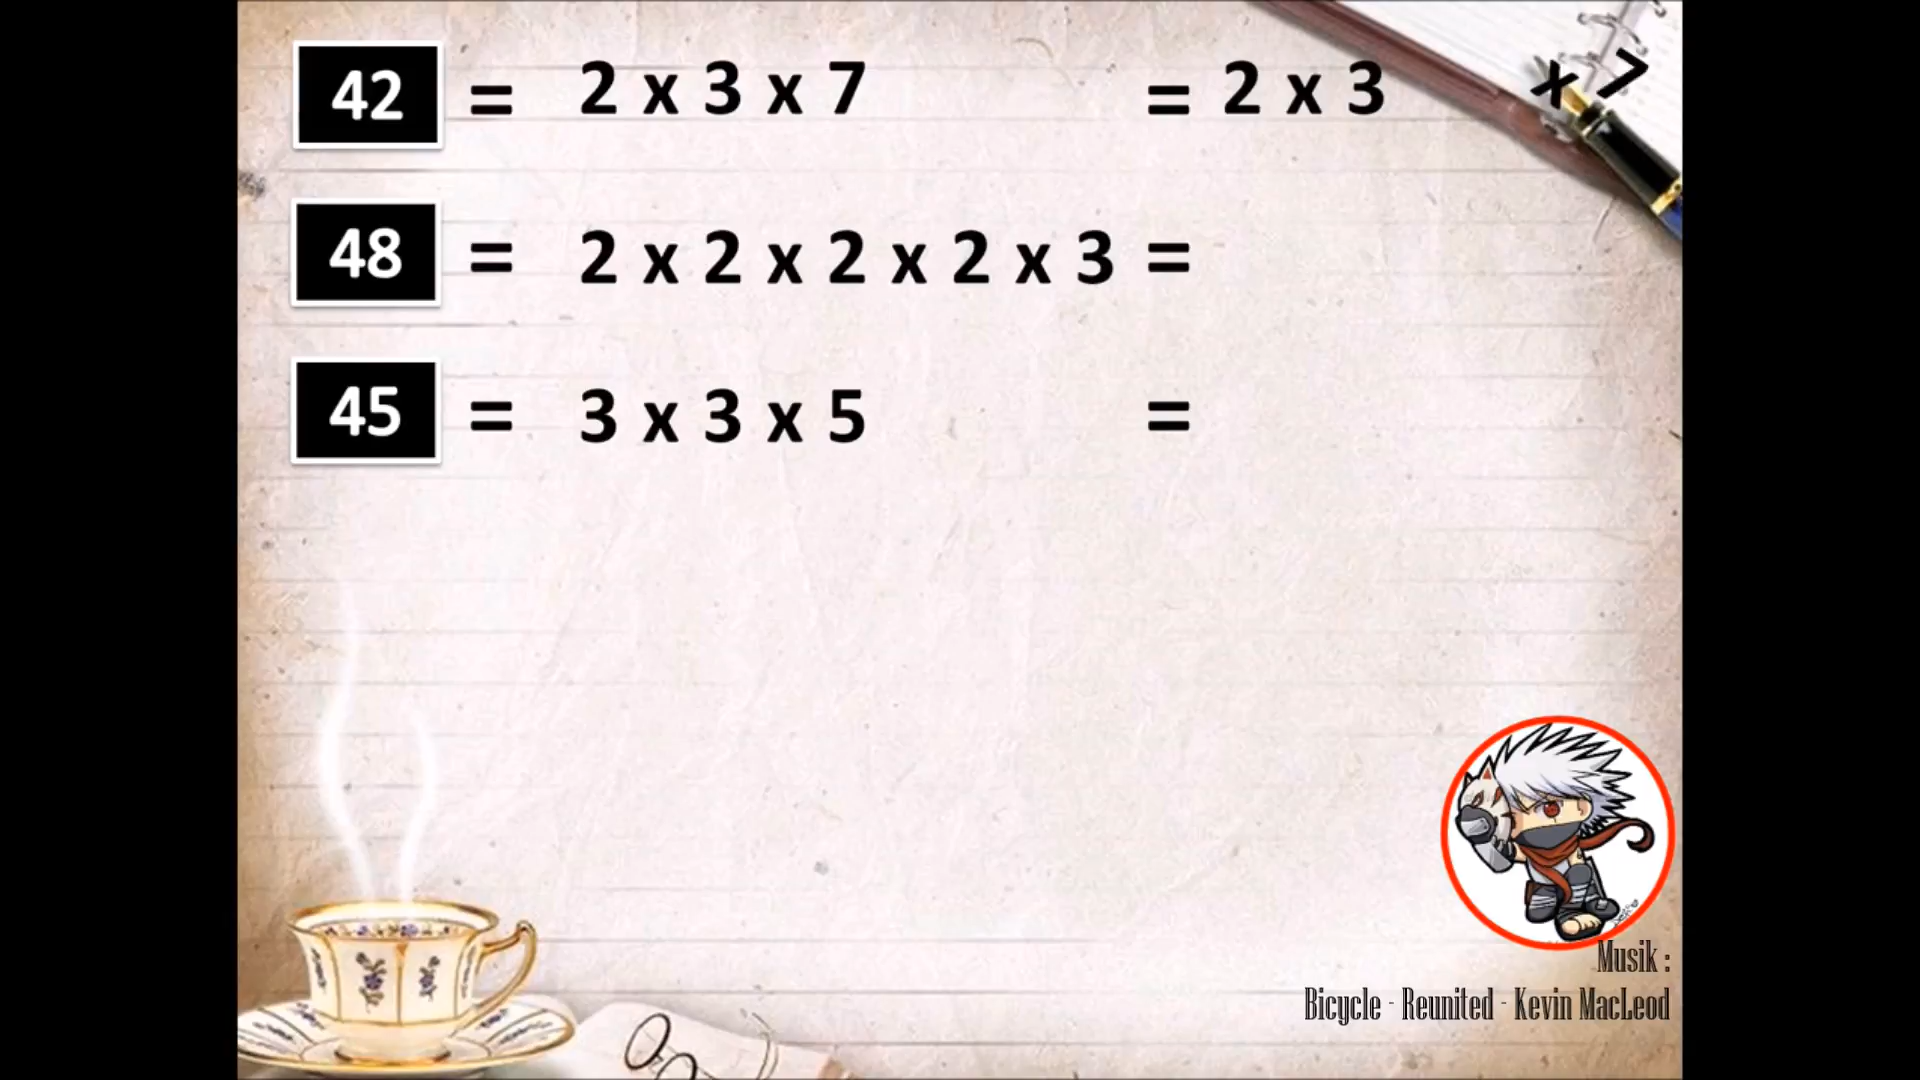 42 = 2 x 3 x 7 = 2 x 3 x 7
48 = 2 x 2 x 2 x 2 x 3 =
45 = 3 x 3 x 5 =
Musik :
Bicycle - Reunited - Kevin MacLeod